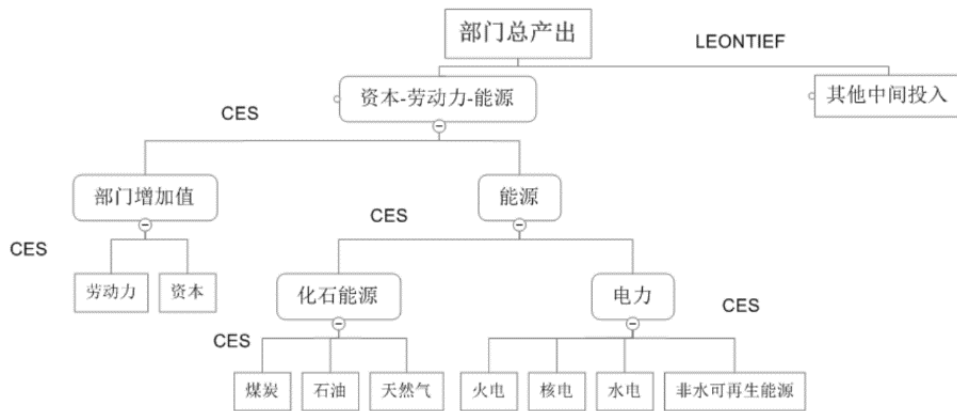 部门总产出
LEONTIEF
资本-劳动力-能源
其他中间投入
CES
部门增加值
能源
CES
CES
劳动力
资本
化石能源
电力
CES
CES
煤炭
石油
天然气
火电
核电
水电
非水可再生能源